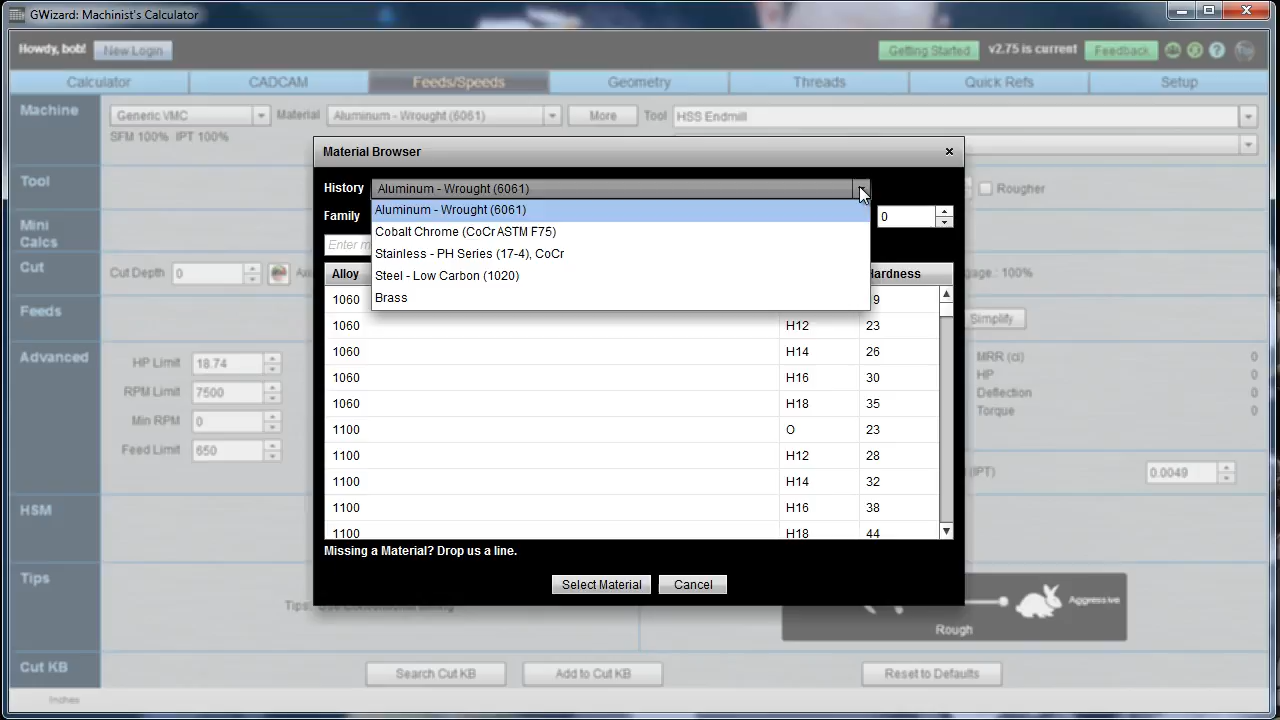 GWizard: Machinist's Calculator
Howdy, bob! New Login Getting Started v2.75 is current Feedback ?
Calculator CADCAM Feeds/Speeds Geometry Threads Quick Refs Setup
Machine Generic VMC Material Aluminum - Wrought (6061) More Tool HSS Endmill
SFM 100% IPT 100%
Material Browser
Tool Rougher
History Aluminum - Wrought (6061)
Aluminum - Wrought (6061)
Cobalt Chrome (CoCr ASTM F75)
Stainless - PH Series (17-4), CoCr
Steel - Low Carbon (1020)
Brass
Family 0
Enter m
Alloy Hardness
1060 9
1060 H12 23
1060 H14 26
1060 H16 30
1060 H18 35
1100 O 23
1100 H12 28
1100 H14 32
1100 H16 38
1100 H18 44
Missing a Material? Drop us a line.
Select Material Cancel
Mini
Calcs
Cut Cut Depth 0 gage.: 100%
Feeds Simplify
Advanced HP Limit 18.74
RPM Limit 7500
Min RPM 0
Feed Limit 650
MRR (ci) 0
HP 0
Deflection 0
Torque 0
(IPT) 0.0049
HSM
Tips Tips:
Aggressive
Rough
Cut KB Search Cut KB Add to Cut KB Reset to Defaults
Inches